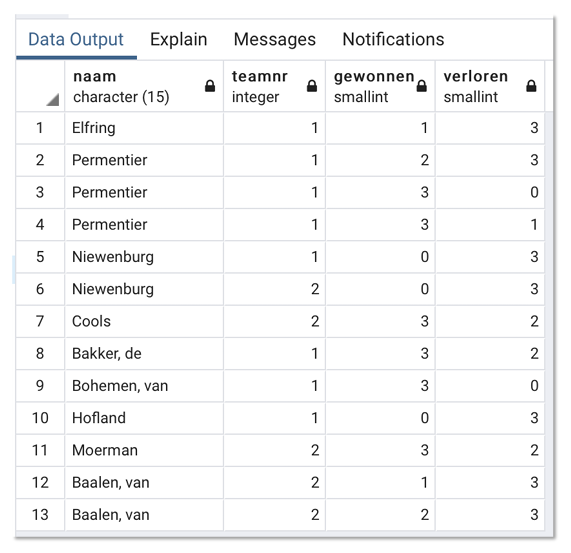 Data Output Explain Messages Notifications
naam teamnr gewonnen verloren
character (15) integer smallint smallint
1 Elfring 1 1 3
2 Permentier 1 2 3
3 Permentier 1 3 0
4 Permentier 1 3 1
5 Niewenburg 1 0 3
6 Niewenburg 2 0 3
7 Cools 2 3 2
8 Bakker, de 1 3 2
9 Bohemen, van 1 3 0
10 Hofland 1 0 3
11 Moerman 2 3 2
12 Baalen, van 2 1 3
13 Baalen, van 2 2 3